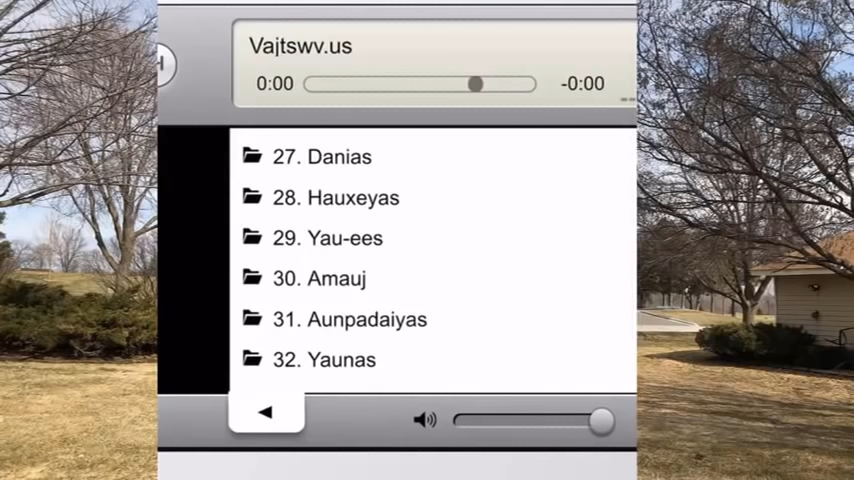 Vajtswv.us
0:00 -0:00
27. Danias
28. Hauxeyas
29. Yau-ees
30. Amauj
31. Aunpadaiyas
32. Yaunas